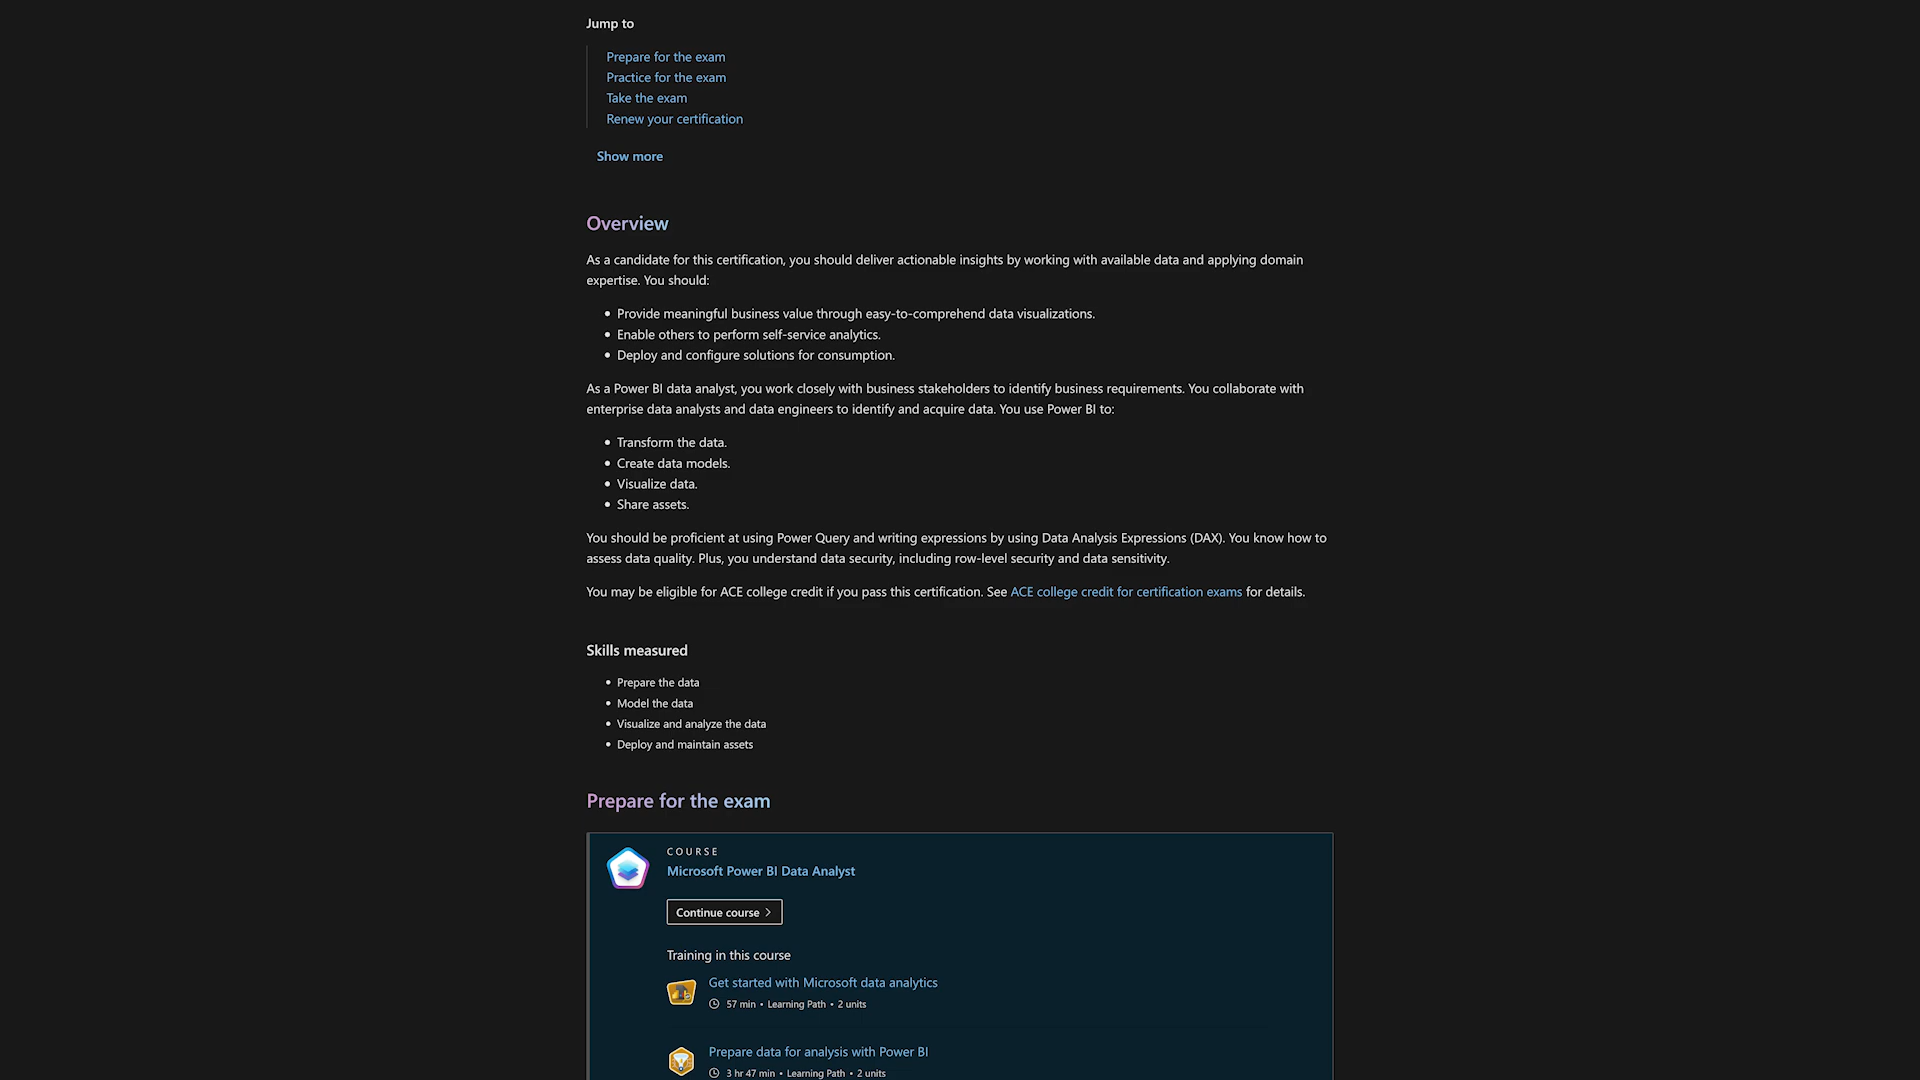 Jump to
Prepare for the exam
Practice for the exam
Take the exam
Renew your certification
Show more
Overview
As a candidate for this certification, you should deliver actionable insights by working with available data and applying domain
expertise. You should:
• Provide meaningful business value through easy-to-comprehend data visualizations.
• Enable others to perform self-service analytics.
• Deploy and configure solutions for consumption.
As a Power BI data analyst, you work closely with business stakeholders to identify business requirements. You collaborate with
enterprise data analysts and data engineers to identify and acquire data. You use Power BI to:
• Transform the data.
• Create data models.
• Visualize data.
• Share assets.
You should be proficient at using Power Query and writing expressions by using Data Analysis Expressions (DAX). You know how to
assess data quality. Plus, you understand data security, including row-level security and data sensitivity.
You may be eligible for ACE college credit if you pass this certification. See ACE college credit for certification exams for details.
Skills measured
• Prepare the data
• Model the data
• Visualize and analyze the data
• Deploy and maintain assets
Prepare for the exam
COURSE
Microsoft Power BI Data Analyst
Continue course >
Training in this course
Get started with Microsoft data analytics
57 min • Learning Path • 2 units
Prepare data for analysis with Power BI
3 hr 47 min • Learning Path • 2 units